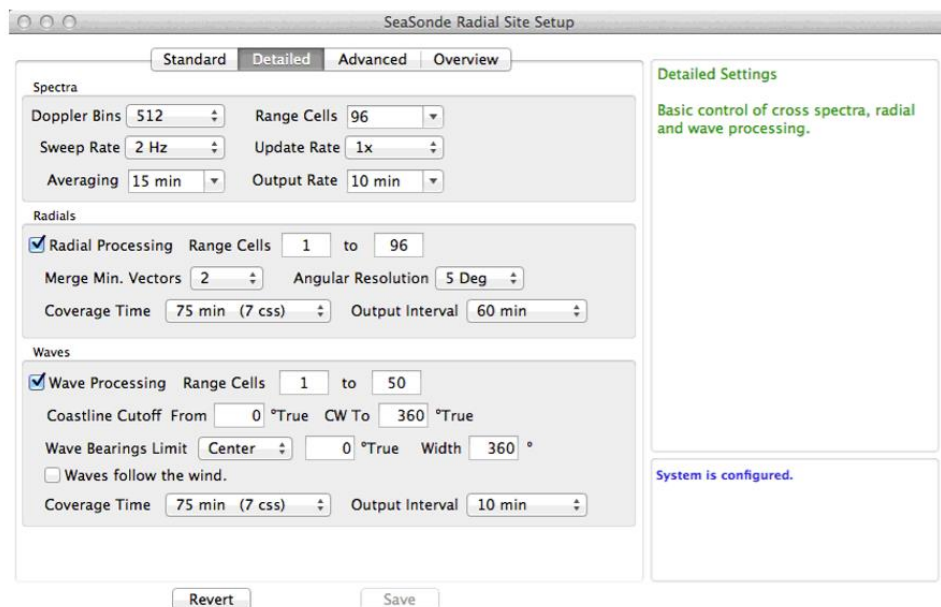 SeaSonde Radial Site Setup
Standard Detailed Advanced Overview
Spectra
Doppler Bins 512 Range Cells 96
Sweep Rate 2 Hz Update Rate 1x
Averaging 15 min Output Rate 10 min
Radials
Radial Processing Range Cells 1 to 96
Merge Min. Vectors 2 Angular Resolution 5 Deg
Coverage Time 75 min (7 css) Output Interval 60 min
Waves
Wave Processing Range Cells 1 to 50
Coastline Cutoff From 0 °True CW To 360 °True
Wave Bearings Limit Center 0 °True Width 360 °
Waves follow the wind.
Coverage Time 75 min (7 css) Output Interval 10 min
Revert Save
Detailed Settings
Basic control of cross spectra, radial
and wave processing.
System is configured.